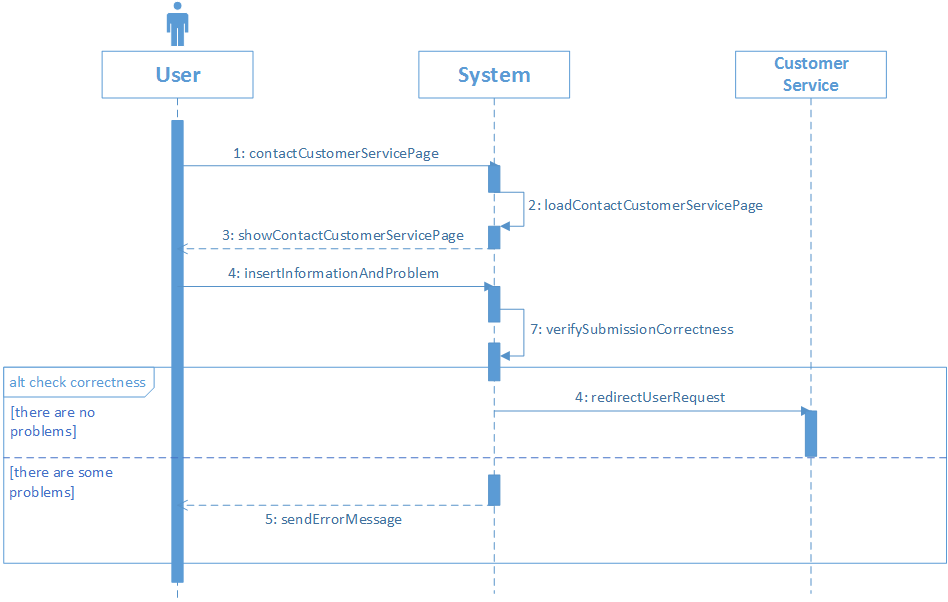 User
System
Customer
Service
1: contactCustomerServicePage
2: loadContactCustomerServicePage
3: showContactCustomerServicePage
4: insertInformationAndProblem
7: verifySubmissionCorrectness
alt check correctness
[there are no
problems]
4: redirectUserRequest
[there are some
problems]
5: sendErrorMessage